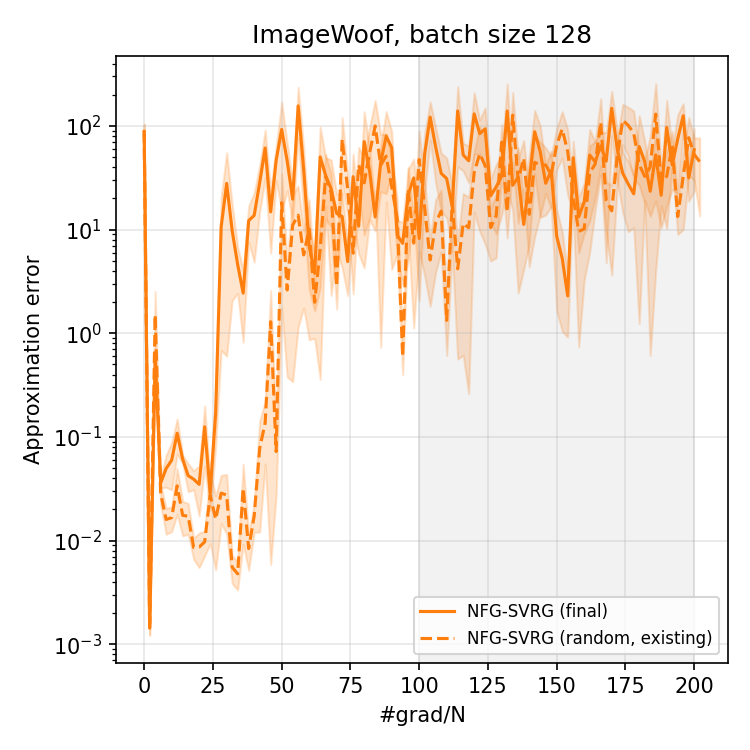 ImageWoof, batch size 128
Approximation error
10²
10¹
10⁰
10⁻¹
10⁻²
10⁻³
NFG-SVRG (final)
NFG-SVRG (random, existing)
0 25 50 75 100 125 150 175 200
#grad/N